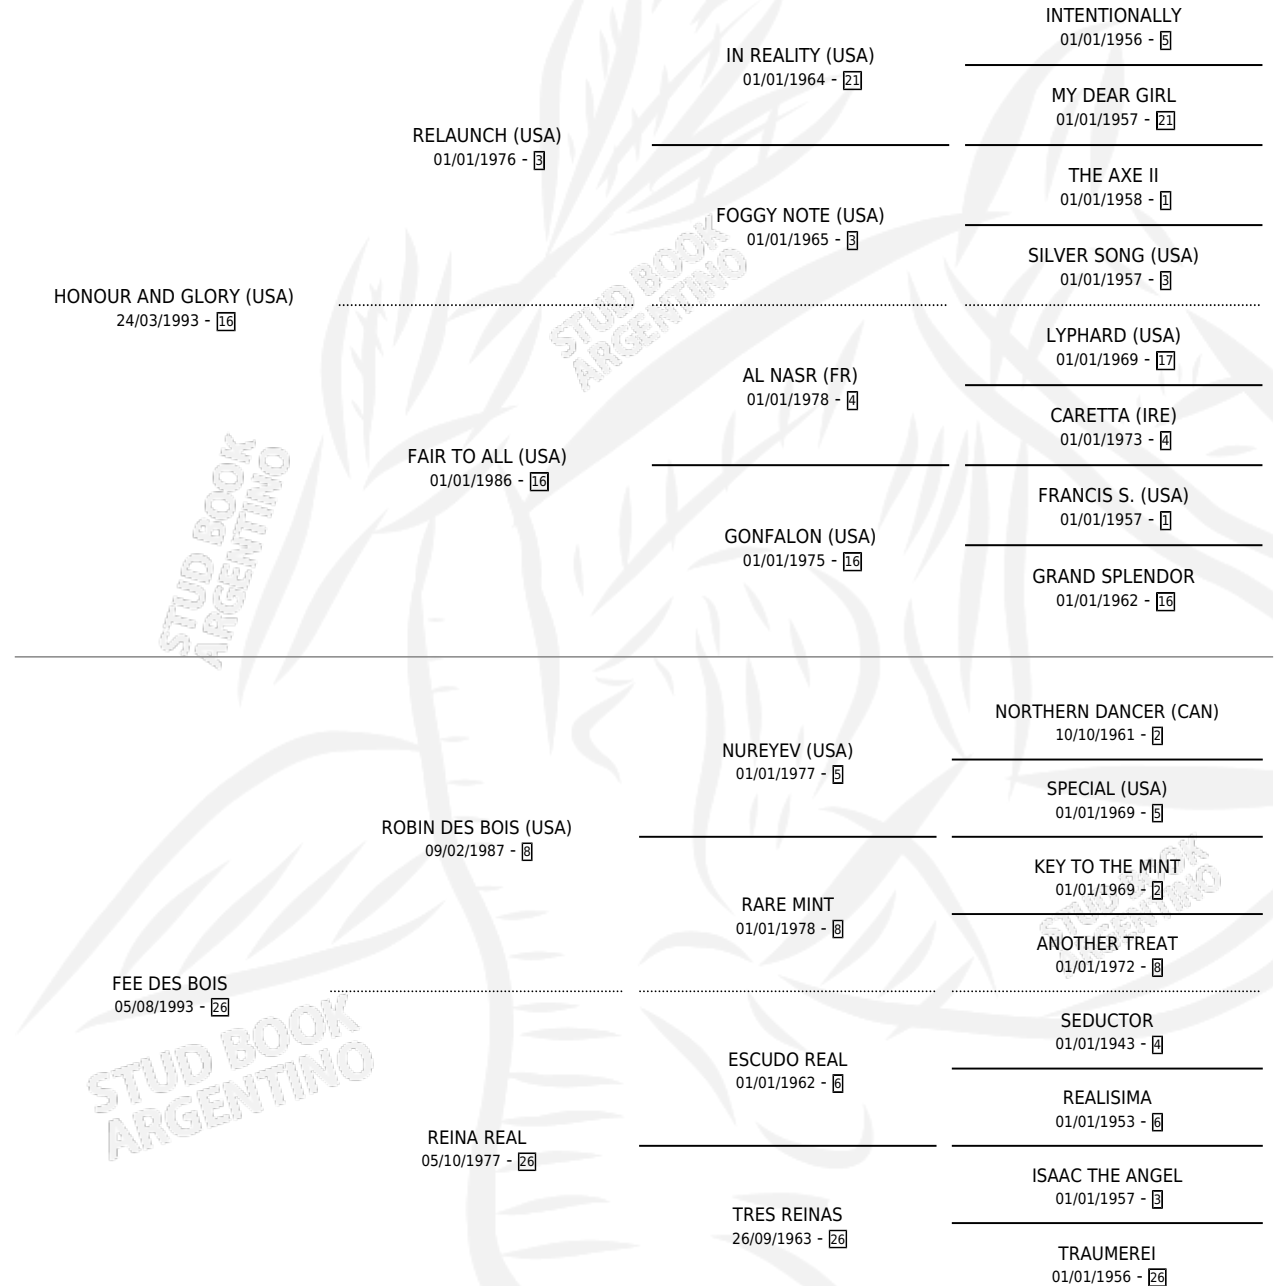 INTENTIONALLY
01/01/1956 - 5
IN REALITY (USA)
01/01/1964 - 21
MY DEAR GIRL
01/01/1957 - 21
RELAUNCH (USA)
01/01/1976 - 3
THE AXE II
01/01/1958 - 1
FOGGY NOTE (USA)
01/01/1965 - 3
SILVER SONG (USA)
01/01/1957 - 3
HONOUR AND GLORY (USA)
24/03/1993 - 16
LYPHARD (USA)
01/01/1969 - 17
AL NASR (FR)
01/01/1978 - 4
CARETTA (IRE)
01/01/1973 - 4
FAIR TO ALL (USA)
01/01/1986 - 16
FRANCIS S. (USA)
01/01/1957 - 1
GONFALON (USA)
01/01/1975 - 16
GRAND SPLENDOR
01/01/1962 - 16
STUD BOOK
ARGENTINO
STUD BOOK
ARGENTINO
NORTHERN DANCER (CAN)
10/10/1961 - 2
NUREYEV (USA)
01/01/1977 - 5
SPECIAL (USA)
01/01/1969 - 5
ROBIN DES BOIS (USA)
09/02/1987 - 8
KEY TO THE MINT
01/01/1969 - 2
RARE MINT
01/01/1978 - 8
ANOTHER TREAT
01/01/1972 - 8
FEE DES BOIS
05/08/1993 - 26
SEDUCTOR
01/01/1943 - 4
ESCUDO REAL
01/01/1962 - 6
REALISIMA
01/01/1953 - 6
REINA REAL
05/10/1977 - 26
ISAAC THE ANGEL
01/01/1957 - 3
TRES REINAS
26/09/1963 - 26
TRAUMEREI
01/01/1956 - 26
STUD BOOK
ARGENTINO
STUD BOOK
ARGENTINO